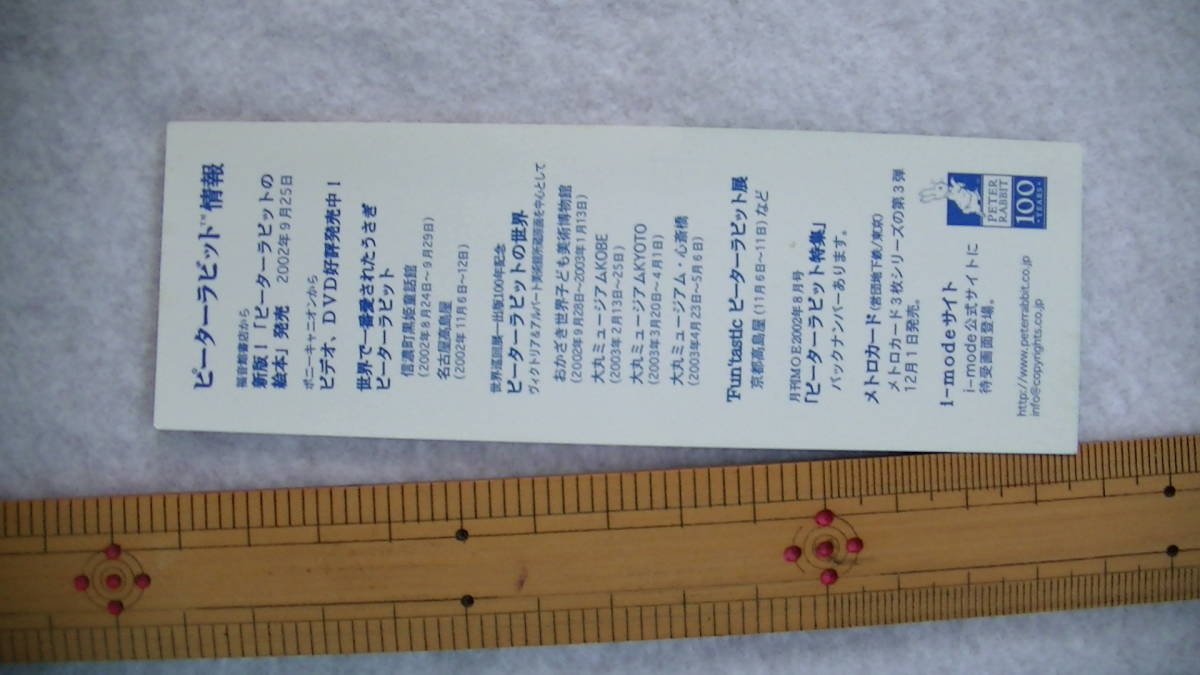 ピーターラビット™情報
福音館書店から
新版！「ピーターラビットの
絵本」発売　2002年9月25日
ポニーキャニオンから
ビデオ、DVD好評発売中！
世界で一番愛されたうさぎ
ピーターラビット
信濃町黒姫童話館
(2002年8月24日～9月29日)
名古屋高島屋
(2002年11月6日～12日)
世界巡回展―出版100年記念
ピーターラビットの世界
ヴィクトリア&アルバート美術館所蔵原画を中心として
おかざき世界子ども美術博物館
(2002年9月28日～2003年1月13日)
大丸ミュージアムKOBE
(2003年2月13日～25日)
大丸ミュージアムKYOTO
(2003年3月20日～4月1日)
大丸ミュージアム・心斎橋
(2003年4月23日～5月6日)
Fun'tastic ピーターラビット展
京都高島屋(11月6日～11日)など
月刊MOE2002年8月号
「ピーターラビット特集」
バックナンバーあります。
メトロカード(営団地下鉄/東京)
メトロカード3枚シリーズの第3弾
12月1日発売。
i-modeサイト
i-mode公式サイトに
待受画面登場。
http://www.peterrabbit.co.jp
info@copyrights.co.jp
PETER
RABBIT
100
YEARS